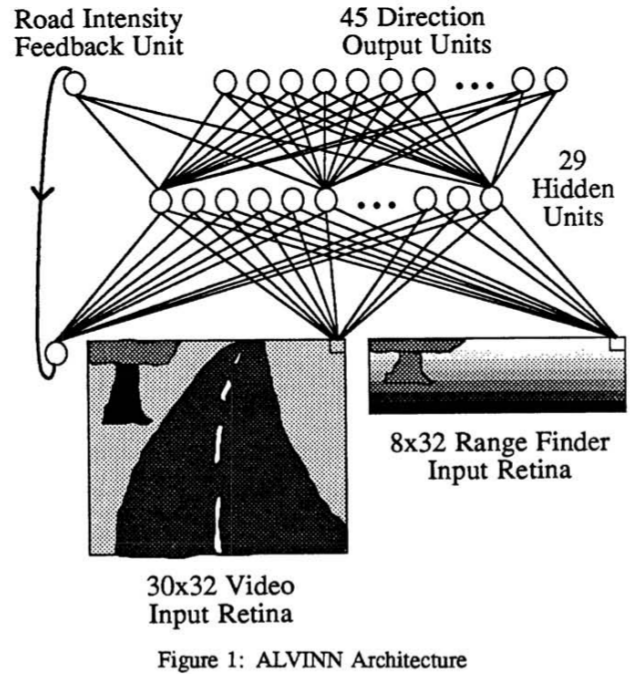 Road Intensity
Feedback Unit
45 Direction
Output Units
29
Hidden
Units
8x32 Range Finder
Input Retina
30x32 Video
Input Retina
Figure 1: ALVINN Architecture